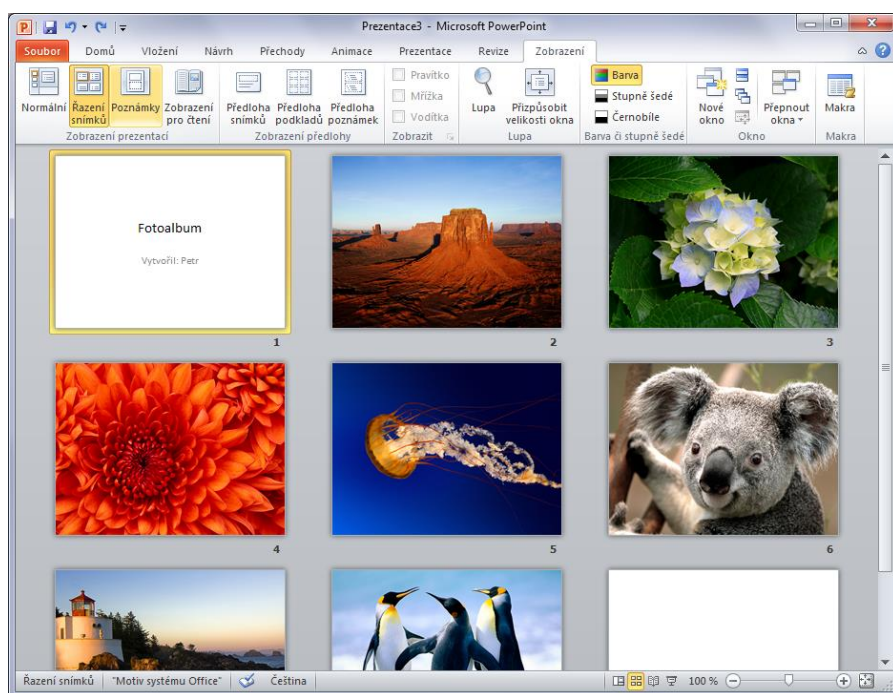 Prezentace3 - Microsoft PowerPoint
Soubor Domů Vložení Návrh Přechody Animace Prezentace Revize Zobrazení
Normální
Řazení snímků
Poznámky
Zobrazení pro čtení
Zobrazení prezentací
Předloha snímků
Předloha podkladů
Předloha poznámek
Zobrazení předlohy
Pravítko
Mřížka
Vodítka
Zobrazit
Lupa
Přizpůsobit velikosti okna
Lupa
Barva
Stupně šedé
Černobíle
Barva či stupně šedé
Nové okno
Přepnout okna
Okno
Makra
Makra
Fotoalbum
Vytvořil: Petr
1
2
3
4
5
6
Řazení snímků "Motiv systému Office" Čeština 100 %